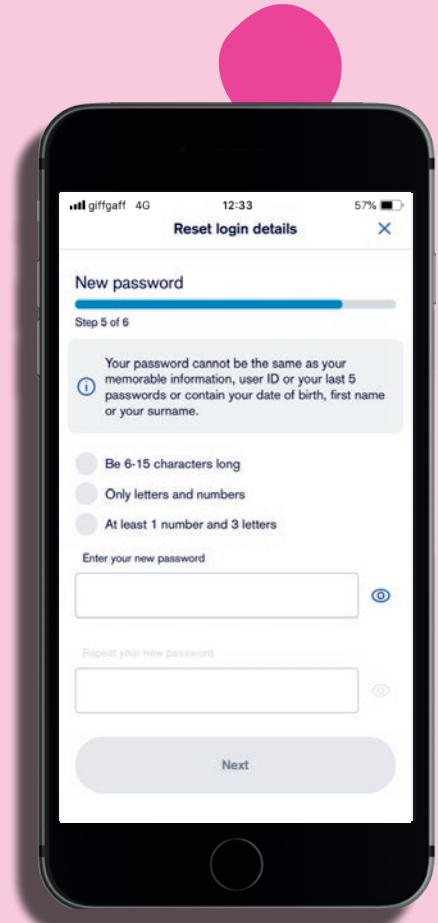 giffgaff 4G 12:33 57%
Reset login details
New password
Step 5 of 6
Your password cannot be the same as your
memorable information, user ID or your last 5
passwords or contain your date of birth, first name
or your surname.
Be 6-15 characters long
Only letters and numbers
At least 1 number and 3 letters
Enter your new password
Repeat your new password
Next